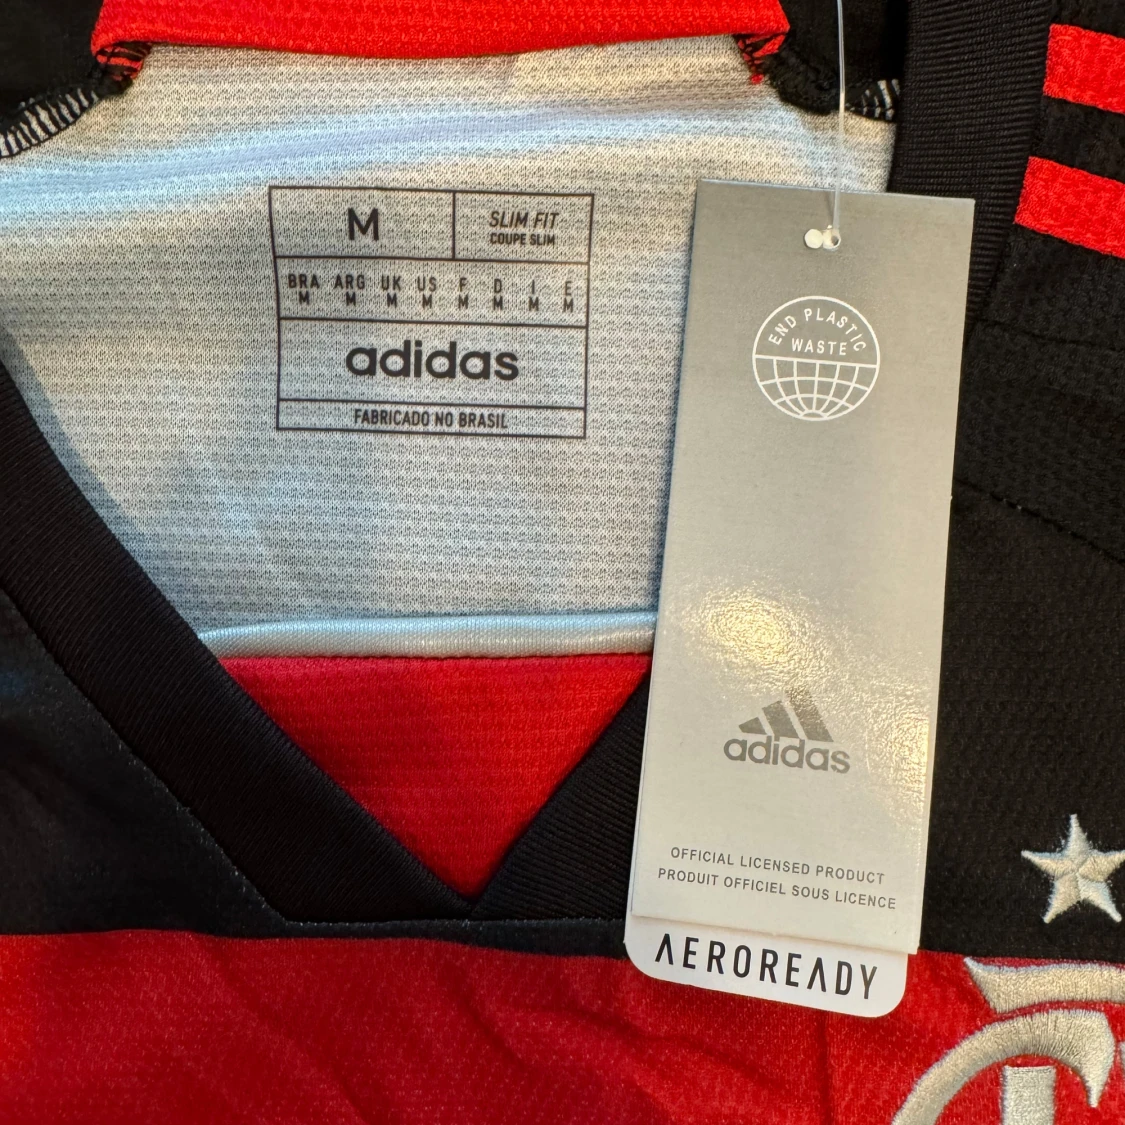 M
SLIM FIT
COUPE SLIM
BRA ARG UK US F D I E
M M M M M M M M
adidas
FABRICADO NO BRASIL
END PLASTIC
WASTE
adidas
OFFICIAL LICENSED PRODUCT
PRODUIT OFFICIEL SOUS LICENCE
AEROREADY